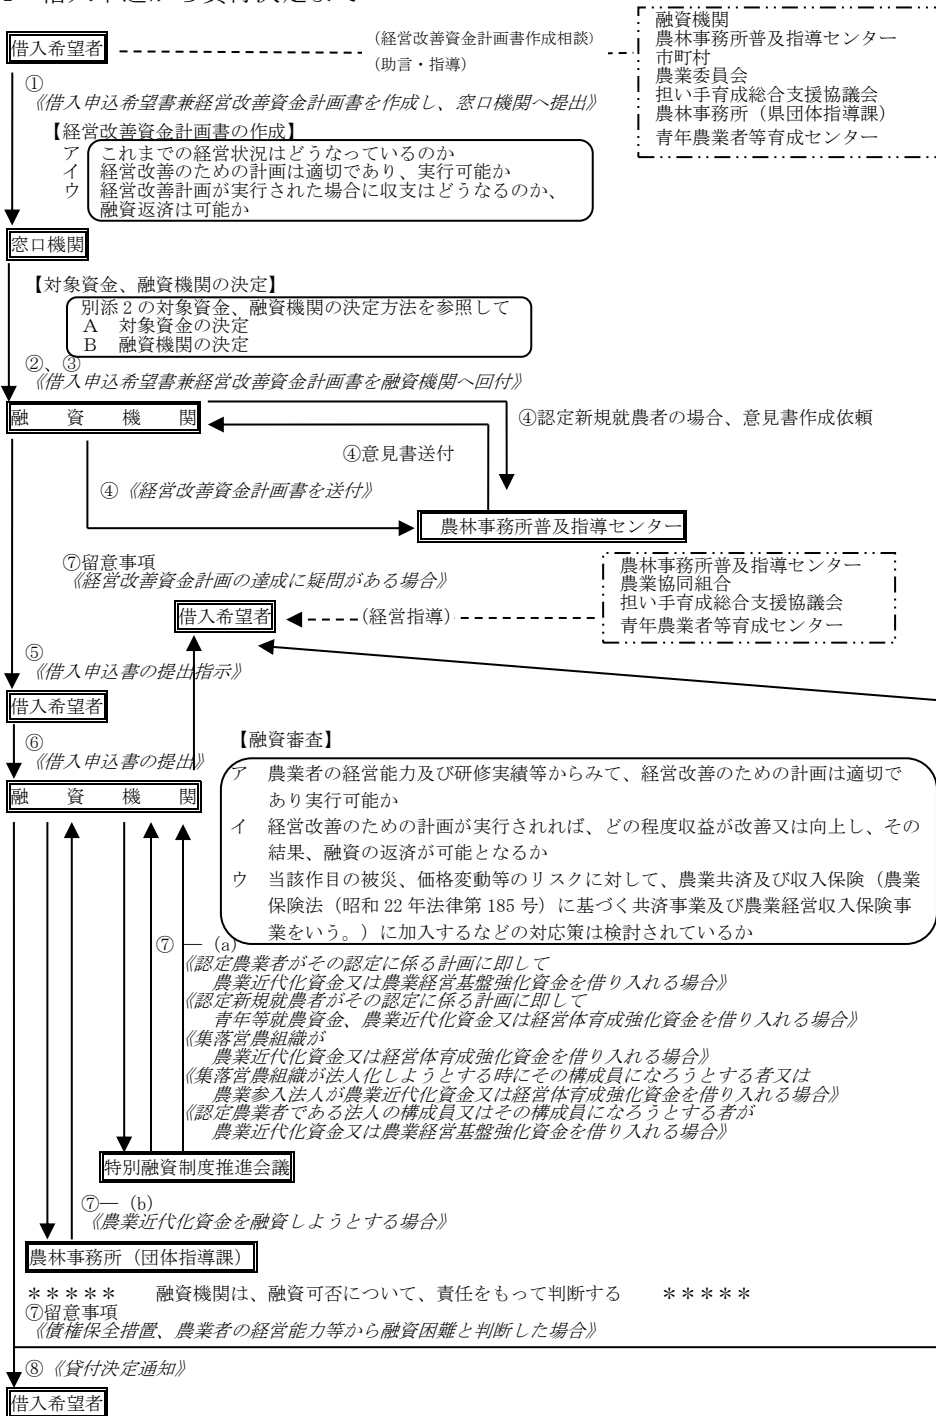 融資機関
農林事務所普及指導センター
市町村
農業委員会
担い手育成総合支援協議会
農林事務所（県団体指導課）
青年農業者等育成センター
借入希望者
(経営改善資金計画書作成相談)
(助言・指導)
①
《借入申込希望書兼経営改善資金計画書を作成し、窓口機関へ提出》
【経営改善資金計画書の作成】
ア　これまでの経営状況はどうなっているのか
イ　経営改善のための計画は適切であり、実行可能か
ウ　経営改善計画が実行された場合に収支はどうなるのか、
融資返済は可能か
窓口機関
【対象資金、融資機関の決定】
別添２の対象資金、融資機関の決定方法を参照して
Ａ　対象資金の決定
Ｂ　融資機関の決定
②、③
《借入申込希望書兼経営改善資金計画書を融資機関へ回付》
融　資　機　関
④認定新規就農者の場合、意見書作成依頼
④意見書送付
④《経営改善資金計画書を送付》
農林事務所普及指導センター
⑦留意事項
《経営改善資金計画の達成に疑問がある場合》
農林事務所普及指導センター
農業協同組合
担い手育成総合支援協議会
青年農業者等育成センター
借入希望者
(経営指導)
⑤
《借入申込書の提出指示》
借入希望者
⑥
《借入申込書の提出》
【融資審査】
融　資　機　関
ア　農業者の経営能力及び研修実績等からみて、経営改善のための計画は適切で
あり実行可能か
イ　経営改善のための計画が実行されれば、どの程度収益が改善又は向上し、その
結果、融資の返済が可能となるか
ウ　当該作目の被災、価格変動等のリスクに対して、農業共済及び収入保険（農業
保険法（昭和 22 年法律第 185 号）に基づく共済事業及び農業経営収入保険事
業をいう。）に加入するなどの対応策は検討されているか
⑦ ― (a)
《認定農業者がその認定に係る計画に即して
農業近代化資金又は農業経営基盤強化資金を借り入れる場合》
《認定新規就農者がその認定に係る計画に即して
青年等就農資金、農業近代化資金又は経営体育成強化資金を借り入れる場合》
《集落営農組織が
農業近代化資金又は経営体育成強化資金を借り入れる場合》
《集落営農組織が法人化しようとする時にその構成員になろうとする者又は
農業参入法人が農業近代化資金又は経営体育成強化資金を借り入れる場合》
《認定農業者である法人の構成員又はその構成員になろうとする者が
農業近代化資金又は農業経営基盤強化資金を借り入れる場合》
特別融資制度推進会議
⑦― (b)
《農業近代化資金を融資しようとする場合》
農林事務所（団体指導課）
＊＊＊＊＊　　融資機関は、融資可否について、責任をもって判断する　　＊＊＊＊＊
⑦留意事項
《債権保全措置、農業者の経営能力等から融資困難と判断した場合》
⑧《貸付決定通知》
借入希望者